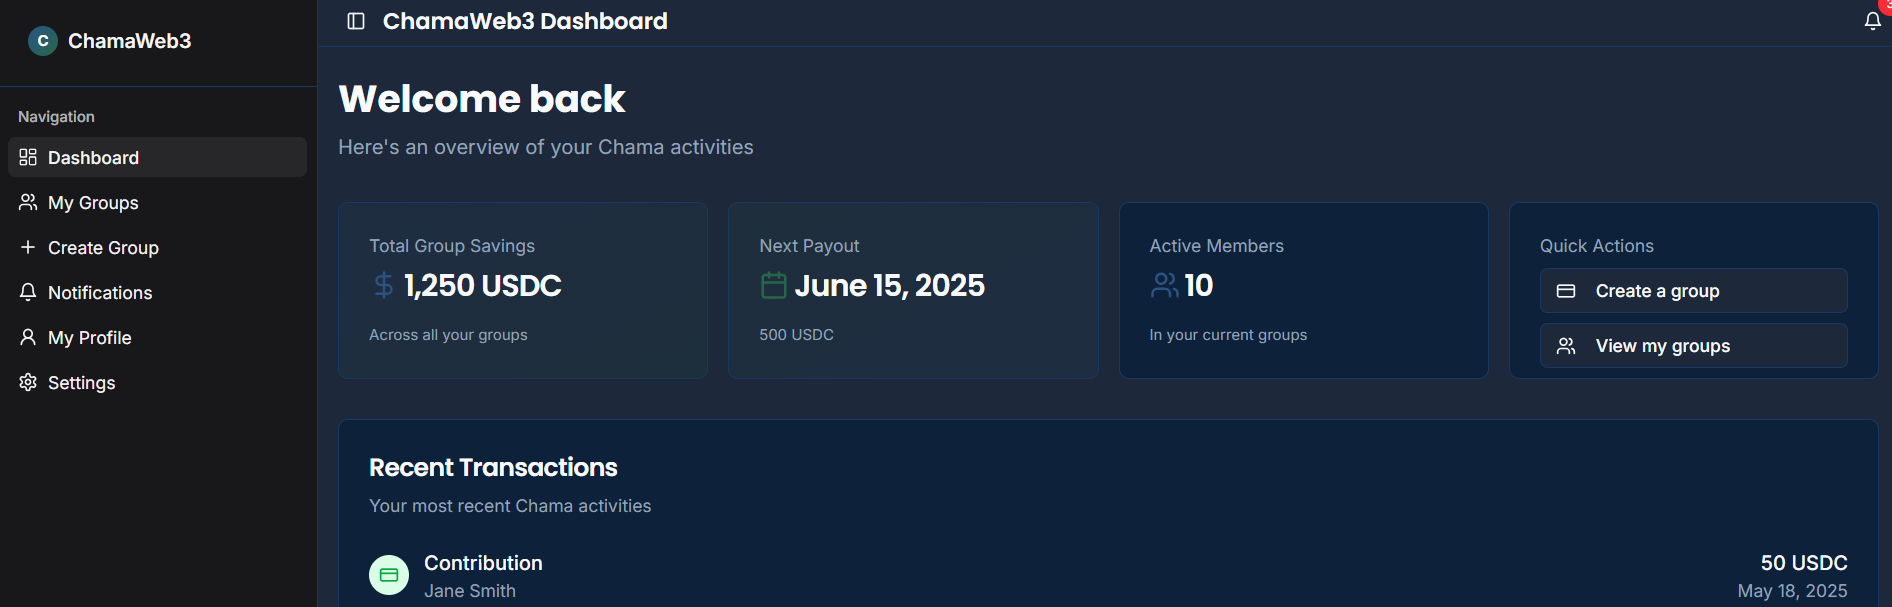 C ChamaWeb3
Navigation
Dashboard
My Groups
Create Group
Notifications
My Profile
Settings
ChamaWeb3 Dashboard
3
Welcome back
Here's an overview of your Chama activities
Total Group Savings
$ 1,250 USDC
Across all your groups
Next Payout
June 15, 2025
500 USDC
Active Members
10
In your current groups
Quick Actions
Create a group
View my groups
Recent Transactions
Your most recent Chama activities
Contribution
Jane Smith
50 USDC
May 18, 2025